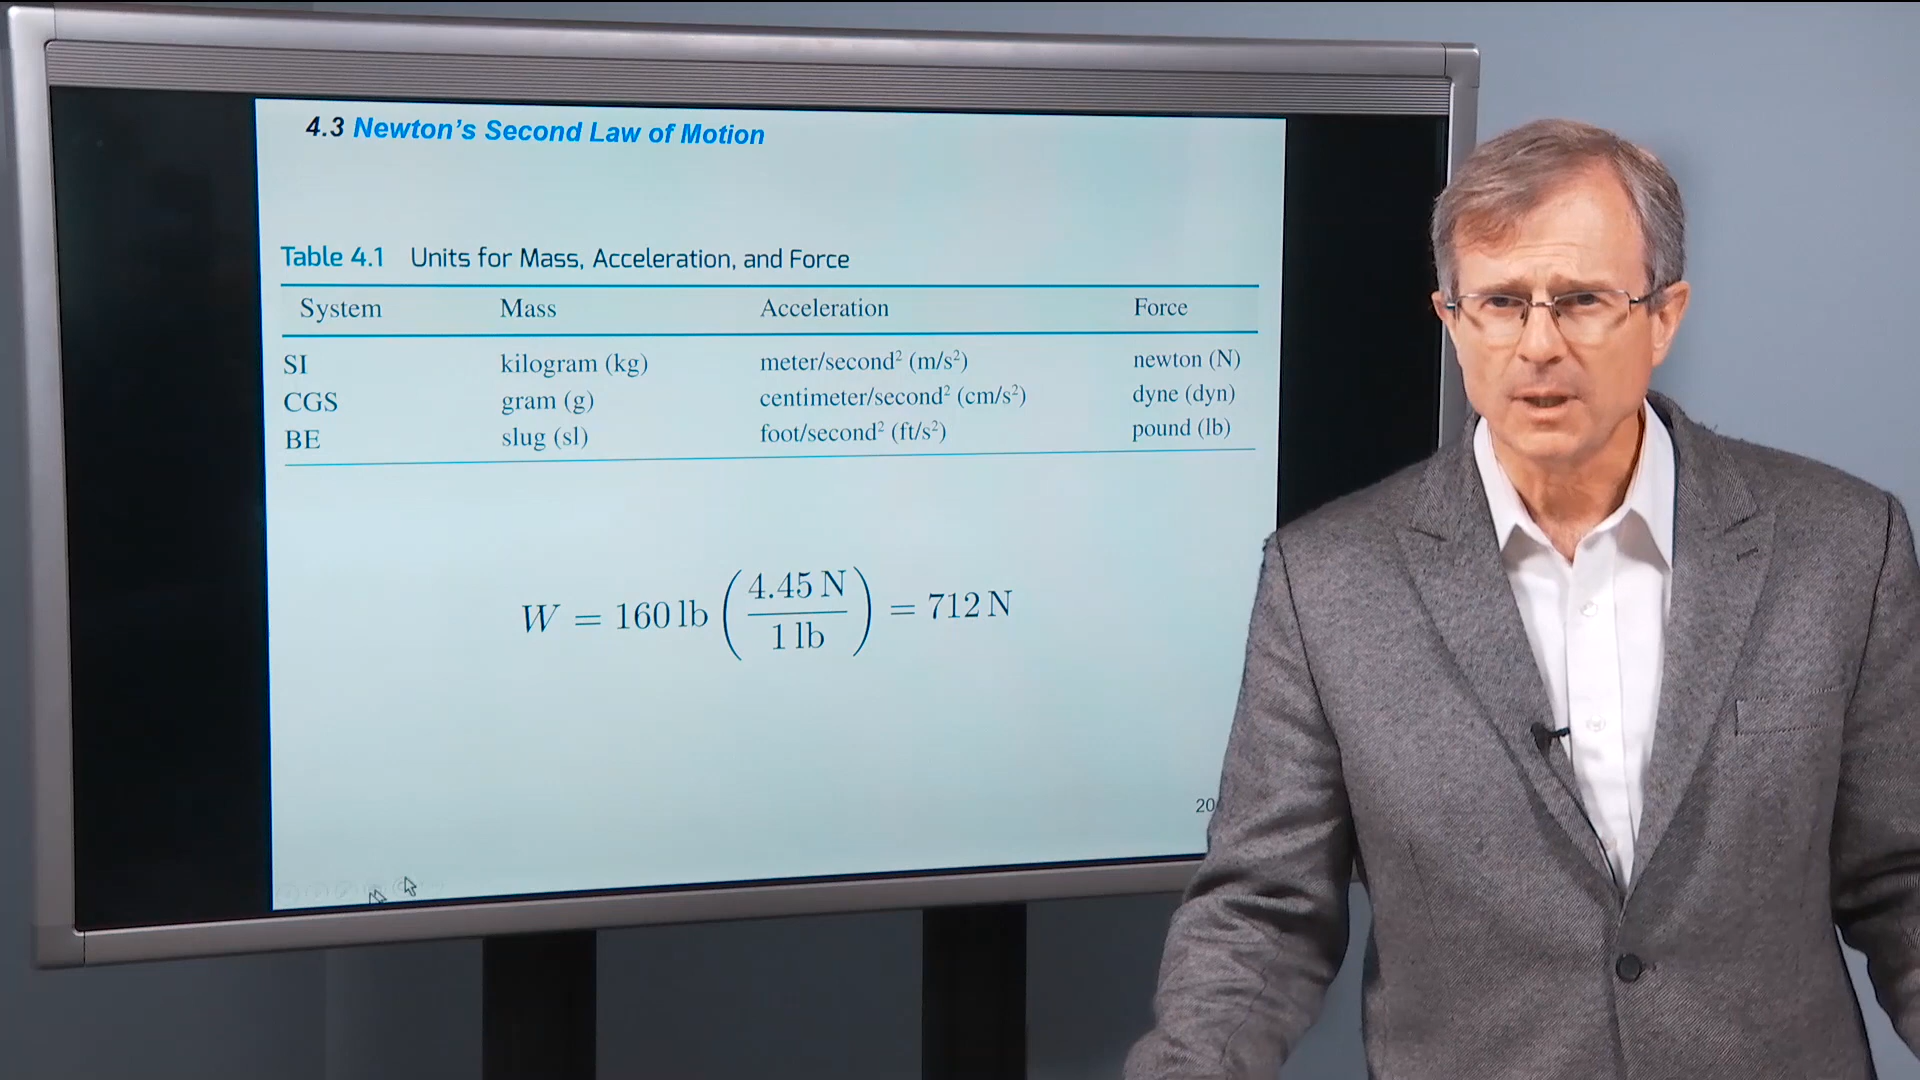 4.3 Newton's Second Law of Motion
Table 4.1 Units for Mass, Acceleration, and Force
System Mass Acceleration Force
SI kilogram (kg) meter/second² (m/s²) newton (N)
CGS gram (g) centimeter/second² (cm/s²) dyne (dyn)
BE slug (sl) foot/second² (ft/s²) pound (lb)
W = 160 lb (4.45 N / 1 lb) = 712 N
20